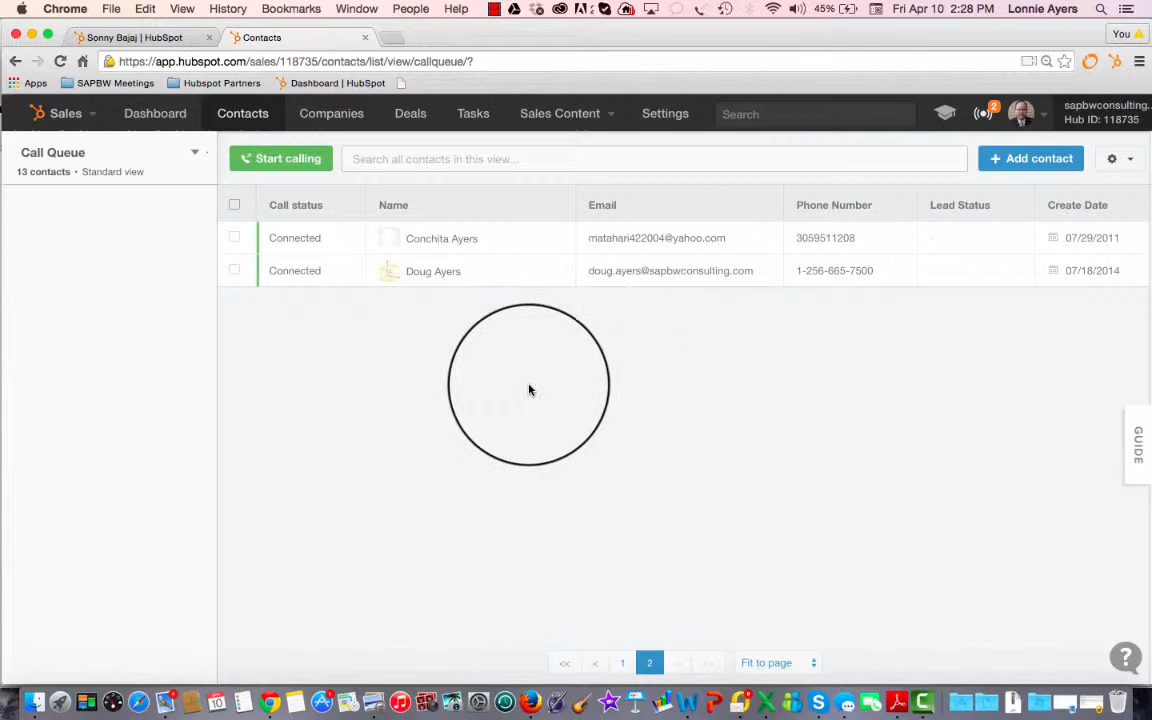 Chrome File Edit View History Bookmarks Window People Help 45% Fri Apr 10 2:28 PM Lonnie Ayers
Sonny Bajaj | HubSpot × Contacts × You
https://app.hubspot.com/sales/118735/contacts/list/view/callqueue/?
Apps SAPBW Meetings Hubspot Partners Dashboard | HubSpot
Sales Dashboard Contacts Companies Deals Tasks Sales Content Settings Search 2 sapbwconsulting...
Hub ID: 118735
Call Queue
13 contacts • Standard view
Start calling Search all contacts in this view... + Add contact
Call status Name Email Phone Number Lead Status Create Date
Connected Conchita Ayers matahari422004@yahoo.com 3059511208 - 07/29/2011
Connected Doug Ayers doug.ayers@sapbwconsulting.com 1-256-665-7500 07/18/2014
GUIDE
<< < 1 2 > >> Fit to page
?